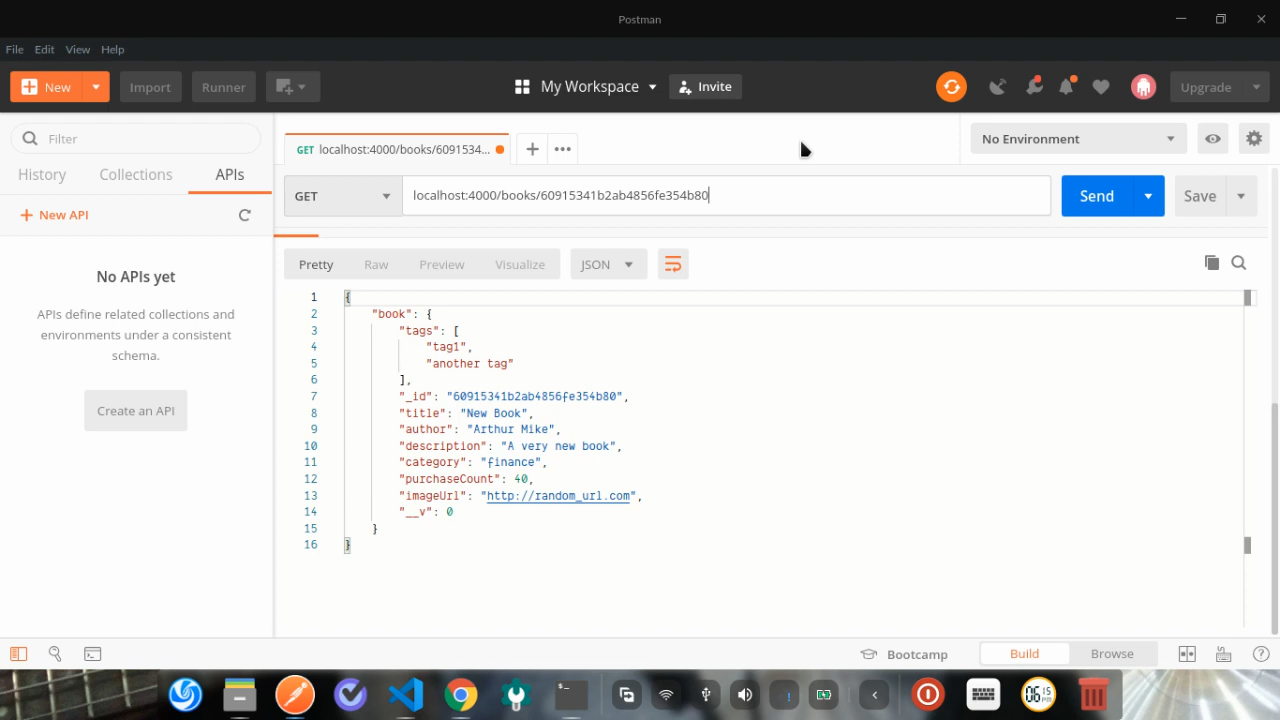 Postman
File Edit View Help
New Import Runner My Workspace Invite Upgrade
Filter
History Collections APIs
New API
No APIs yet
APIs define related collections and
environments under a consistent
schema.
Create an API
GET localhost:4000/books/6091534... No Environment
GET localhost:4000/books/60915341b2ab4856fe354b80 Send Save
Pretty Raw Preview Visualize JSON
1 {
2 "book": {
3 "tags": [
4 "tag1",
5 "another tag"
6 ],
7 "_id": "60915341b2ab4856fe354b80",
8 "title": "New Book",
9 "author": "Arthur Mike",
10 "description": "A very new book",
11 "category": "finance",
12 "purchaseCount": 40,
13 "imageUrl": "http://random_url.com",
14 "__v": 0
15 }
16 }
Bootcamp Build Browse
06 15 PM